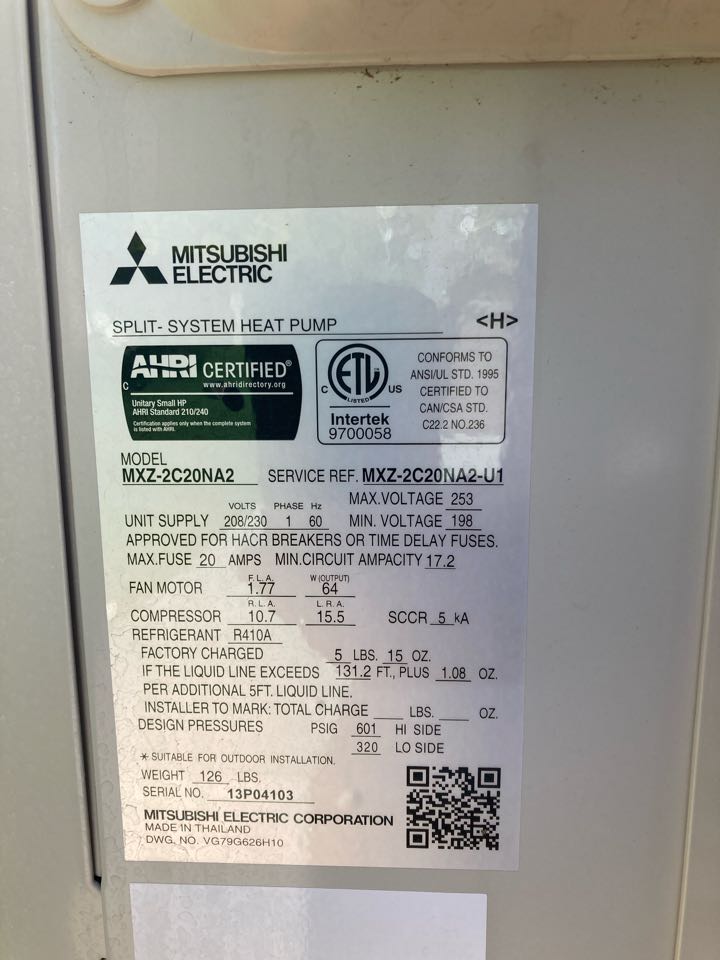 MITSUBISHI
ELECTRIC
SPLIT- SYSTEM HEAT PUMP <H>
C AHRI CERTIFIED®
www.ahridirectory.org
Unitary Small HP
AHRI Standard 210/240
Certification applies only when the complete system
is listed with AHRI.
C ETL US
LISTED
Intertek
9700058
CONFORMS TO
ANSI/UL STD. 1995
CERTIFIED TO
CAN/CSA STD.
C22.2 NO.236
MODEL
MXZ-2C20NA2 SERVICE REF. MXZ-2C20NA2-U1
MAX.VOLTAGE 253
VOLTS PHASE Hz
UNIT SUPPLY 208/230 1 60 MIN. VOLTAGE 198
APPROVED FOR HACR BREAKERS OR TIME DELAY FUSES.
MAX.FUSE 20 AMPS MIN.CIRCUIT AMPACITY 17.2
F.L.A. W(OUTPUT)
FAN MOTOR 1.77 64
R.L.A. L.R.A.
COMPRESSOR 10.7 15.5 SCCR 5 kA
REFRIGERANT R410A
FACTORY CHARGED 5 LBS. 15 OZ.
IF THE LIQUID LINE EXCEEDS 131.2 FT., PLUS 1.08 OZ.
PER ADDITIONAL 5FT. LIQUID LINE.
INSTALLER TO MARK: TOTAL CHARGE ___ LBS. ___ OZ.
DESIGN PRESSURES PSIG 601 HI SIDE
320 LO SIDE
* SUITABLE FOR OUTDOOR INSTALLATION.
WEIGHT 126 LBS.
SERIAL NO. 13P04103
MITSUBISHI ELECTRIC CORPORATION
MADE IN THAILAND
DWG. NO. VG79G626H10